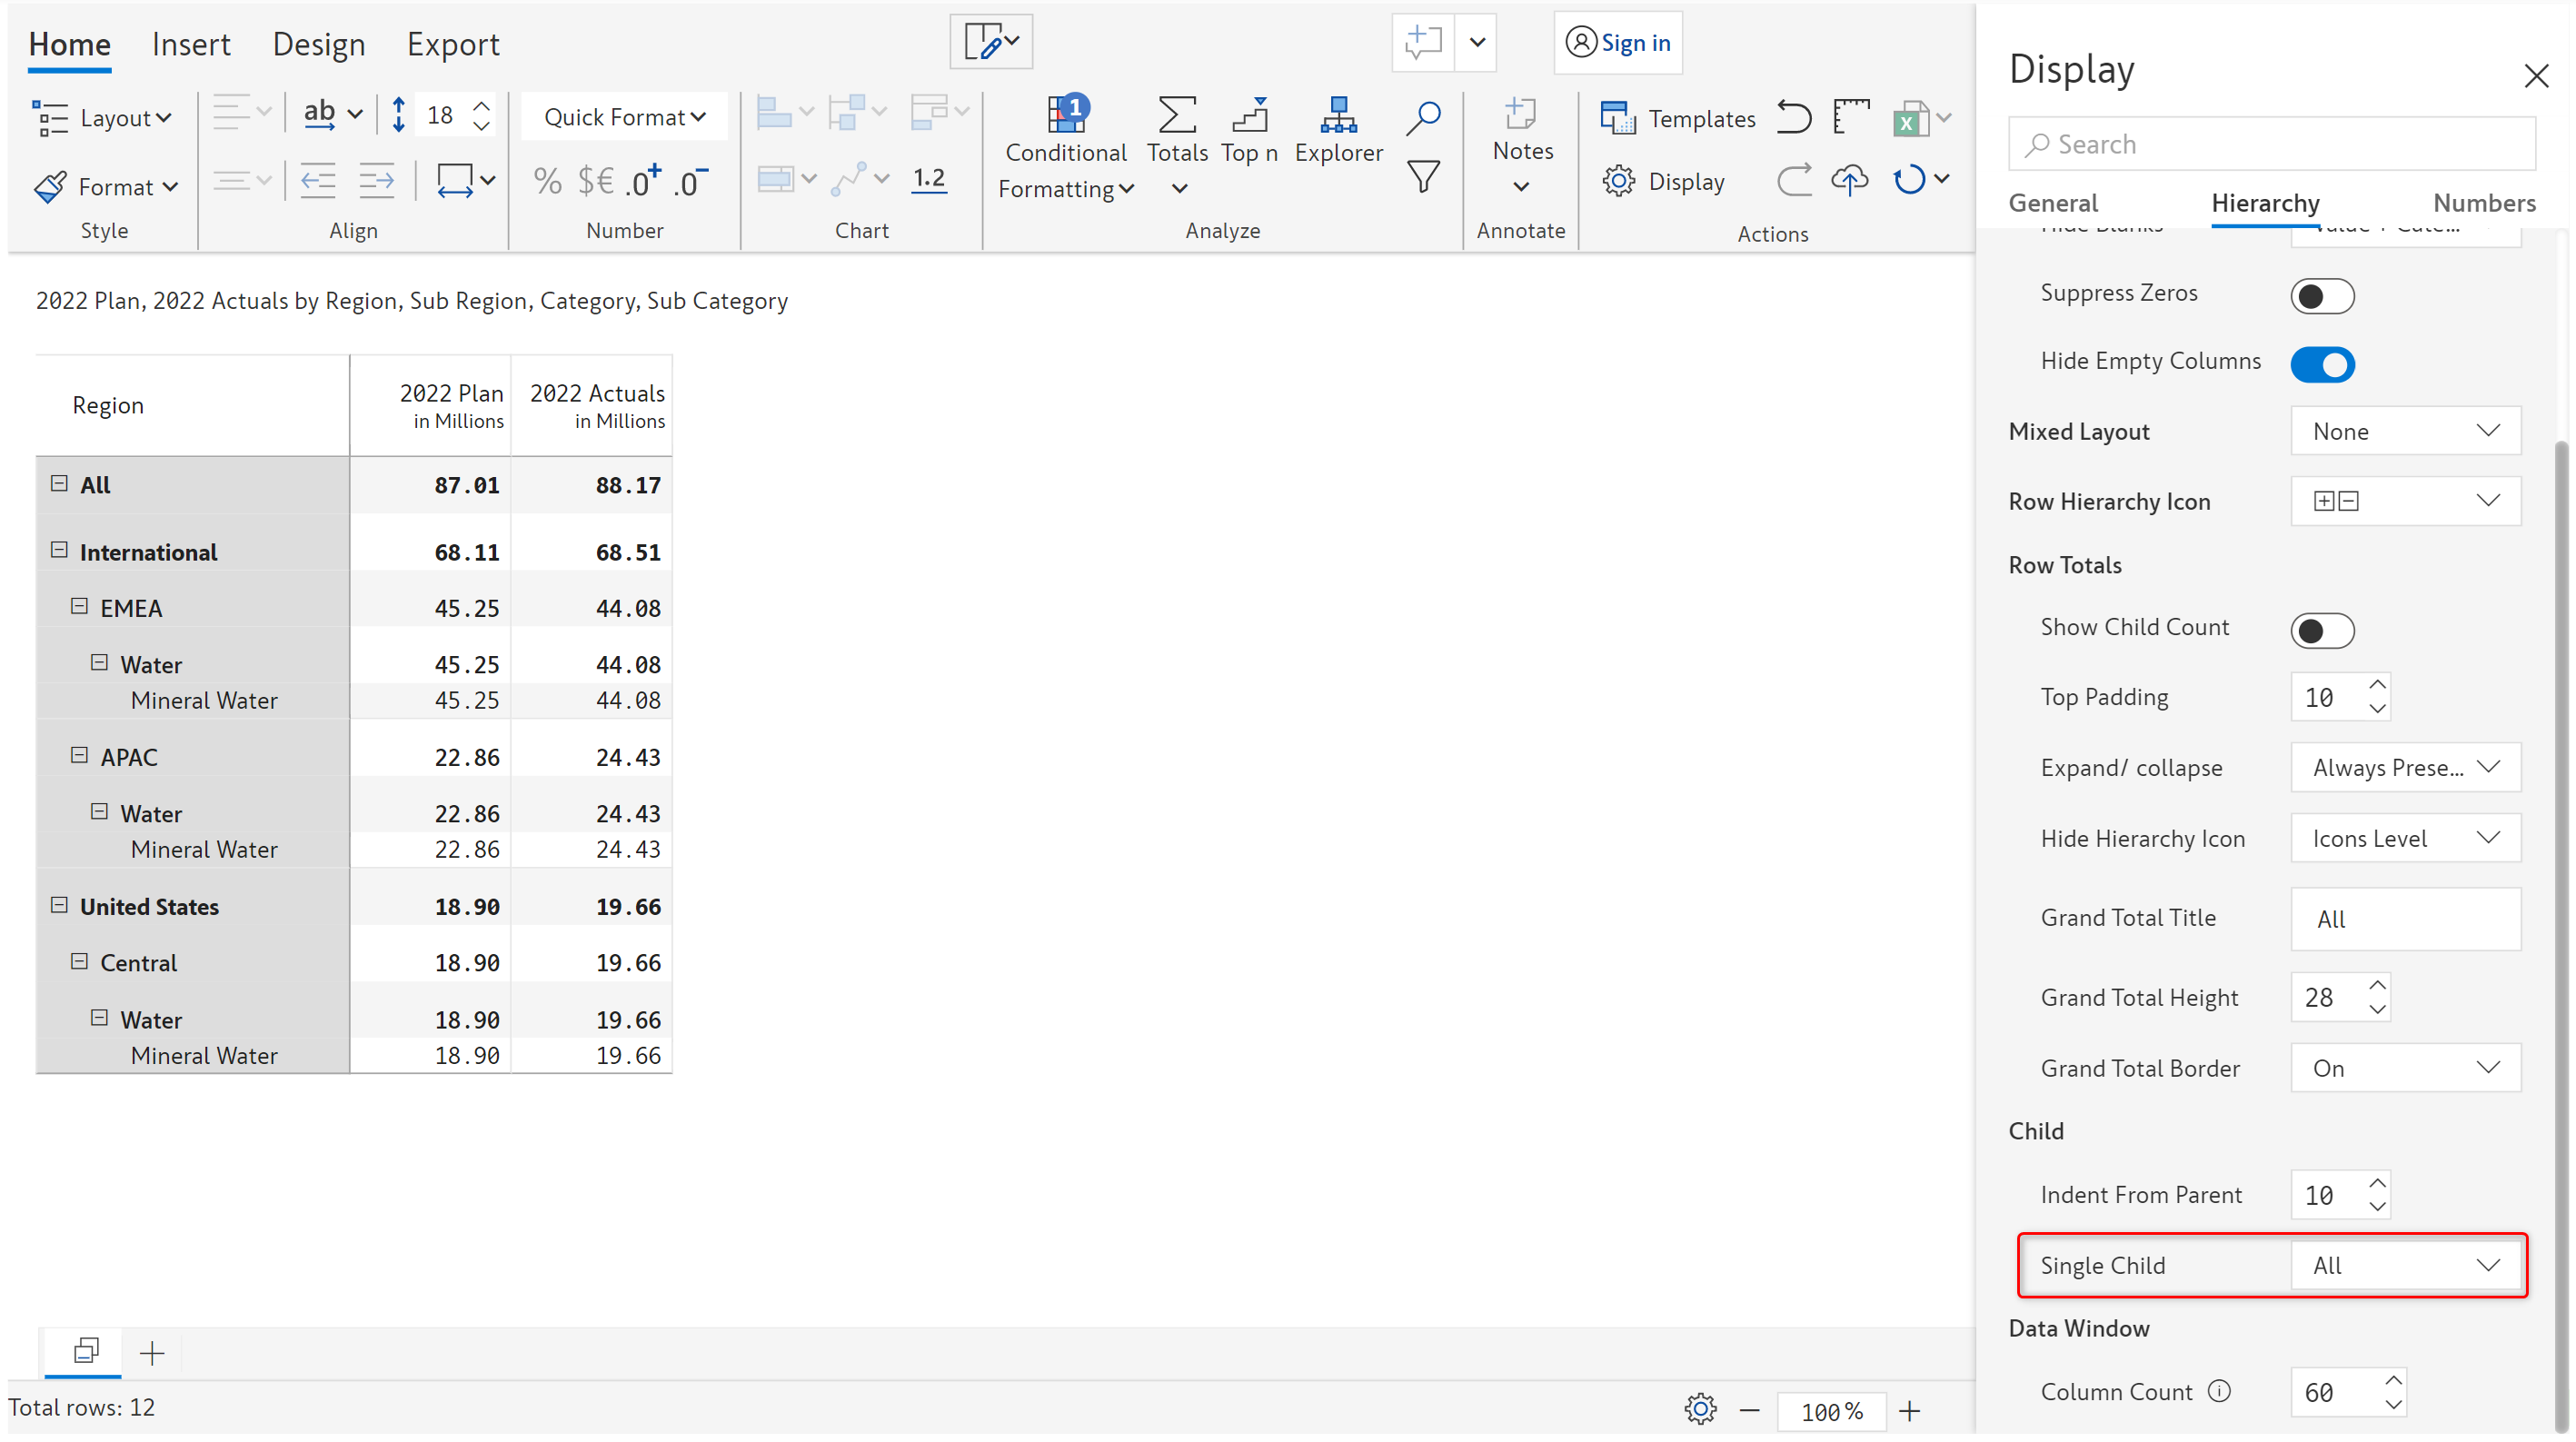 Home Insert Design Export
Sign in
Layout
ab
18
Quick Format
1
Conditional Formatting
Totals
Top n
Explorer
Notes
Templates
Format
% $€ .0+ .0-
1.2
Display
Style
Align
Number
Chart
Analyze
Annotate
Actions
2022 Plan, 2022 Actuals by Region, Sub Region, Category, Sub Category
Region 2022 Plan in Millions 2022 Actuals in Millions
All 87.01 88.17
International 68.11 68.51
EMEA 45.25 44.08
Water 45.25 44.08
Mineral Water 45.25 44.08
APAC 22.86 24.43
Water 22.86 24.43
Mineral Water 22.86 24.43
United States 18.90 19.66
Central 18.90 19.66
Water 18.90 19.66
Mineral Water 18.90 19.66
Total rows: 12
100 %
Display
Search
General Hierarchy Numbers
Hide Blanks Value + Cate...
Suppress Zeros
Hide Empty Columns
Mixed Layout None
Row Hierarchy Icon
Row Totals
Show Child Count
Top Padding 10
Expand/ collapse Always Prese...
Hide Hierarchy Icon Icons Level
Grand Total Title All
Grand Total Height 28
Grand Total Border On
Child
Indent From Parent 10
Single Child All
Data Window
Column Count 60